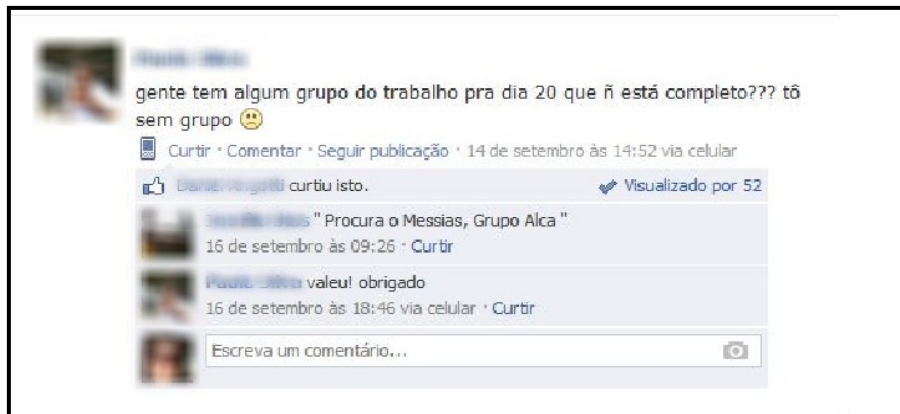 gente tem algum grupo do trabalho pra dia 20 que ñ está completo??? tô
sem grupo
Curtir · Comentar · Seguir publicação · 14 de setembro às 14:52 via celular
curtiu isto.
Visualizado por 52
" Procura o Messias, Grupo Alca "
16 de setembro às 09:26 · Curtir
valeu! obrigado
16 de setembro às 18:46 via celular · Curtir
Escreva um comentário...